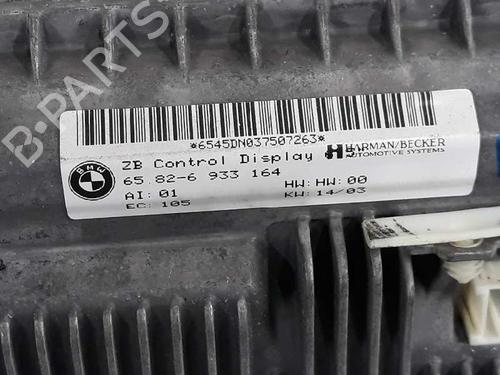 B-PARTS
*6545DN037507263*
BMW
ZB Control Display
HARMAN/BECKER
AUTOMOTIVE SYSTEMS
65.82-6 933 164
AI: 01
HW: HW:00
EC: 105
KW: 14/03